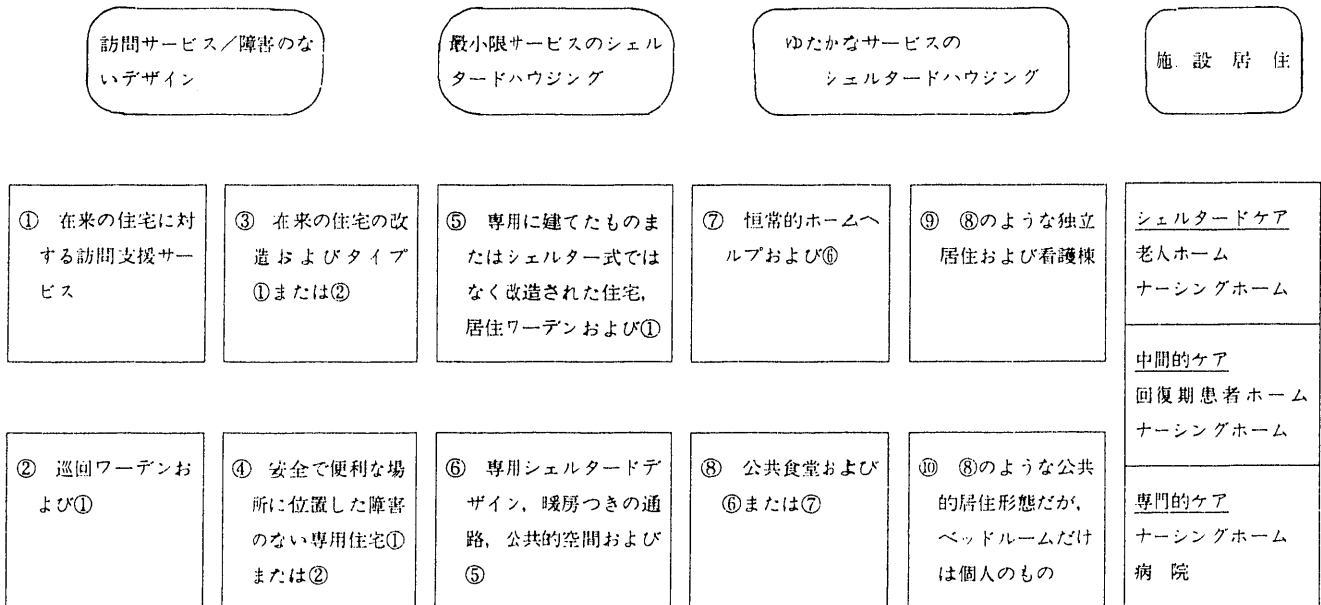 訪問サービス/障害のな
いデザイン
最小限サービスのシェル
タードハウジング
ゆたかなサービスの
シェルタードハウジング
施設居住
① 在来の住宅に対
する訪問支援サー
ビス
③ 在来の住宅の改
造およびタイプ
①または②
⑤ 専用に建てたものま
たはシェルター式では
なく改造された住宅,
居住ワーデンおよび①
⑦ 恒常的ホームヘ
ルプおよび⑥
⑨ ⑧のような独立
居住および看護棟
シェルタードケア
老人ホーム
ナーシングホーム
中間的ケア
回復期患者ホーム
ナーシングホーム
② 巡回ワーデンお
よび①
④ 安全で便利な場
所に位置した障害
のない専用住宅①
または②
⑥ 専用シェルタードデ
ザイン, 暖房つきの通
路, 公共的空間および
⑤
⑧ 公共食堂および
⑥または⑦
⑩ ⑧のような公共
的居住形態だが,
ベッドルームだけ
は個人のもの
専門的ケア
ナーシングホーム
病院